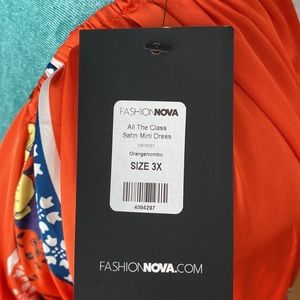 FASHIONNOVA
All The Class
Satin Mini Dress
Orange/combo
SIZE 3X
4004297
FASHIONNOVA.COM